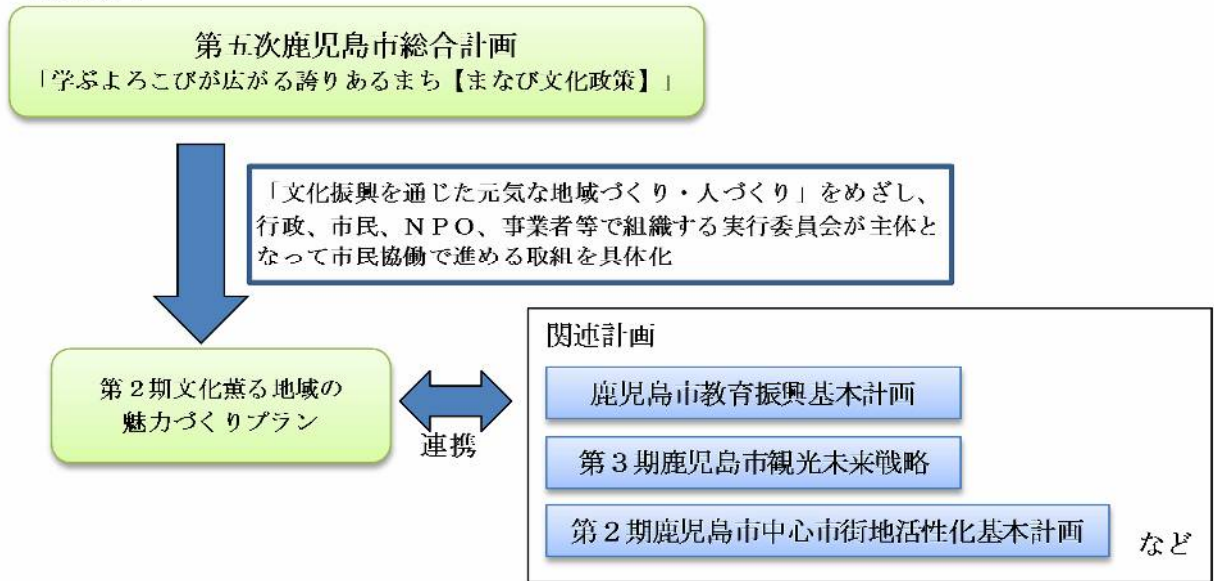 第五次鹿児島市総合計画
「学ぶよろこびが広がる誇りあるまち【まなび文化政策】」
「文化振興を通じた元気な地域づくり・人づくり」をめざし、
行政、市民、ＮＰＯ、事業者等で組織する実行委員会が主体と
なって市民協働で進める取組を具体化
第２期文化薫る地域の
魅力づくりプラン
連携
関連計画
鹿児島市教育振興基本計画
第３期鹿児島市観光未来戦略
第２期鹿児島市中心市街地活性化基本計画
など